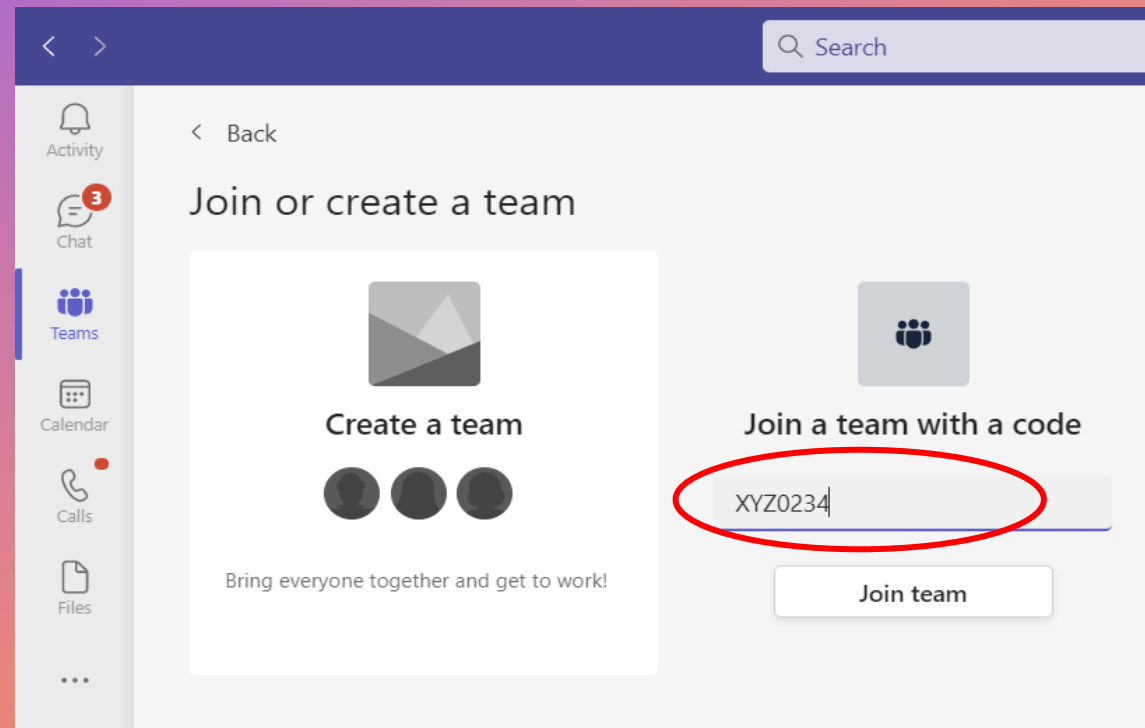 Search
Activity
3
Chat
Teams
Calendar
Calls
Files
Back
Join or create a team
Create a team
Bring everyone together and get to work!
Join a team with a code
XYZ0234
Join team